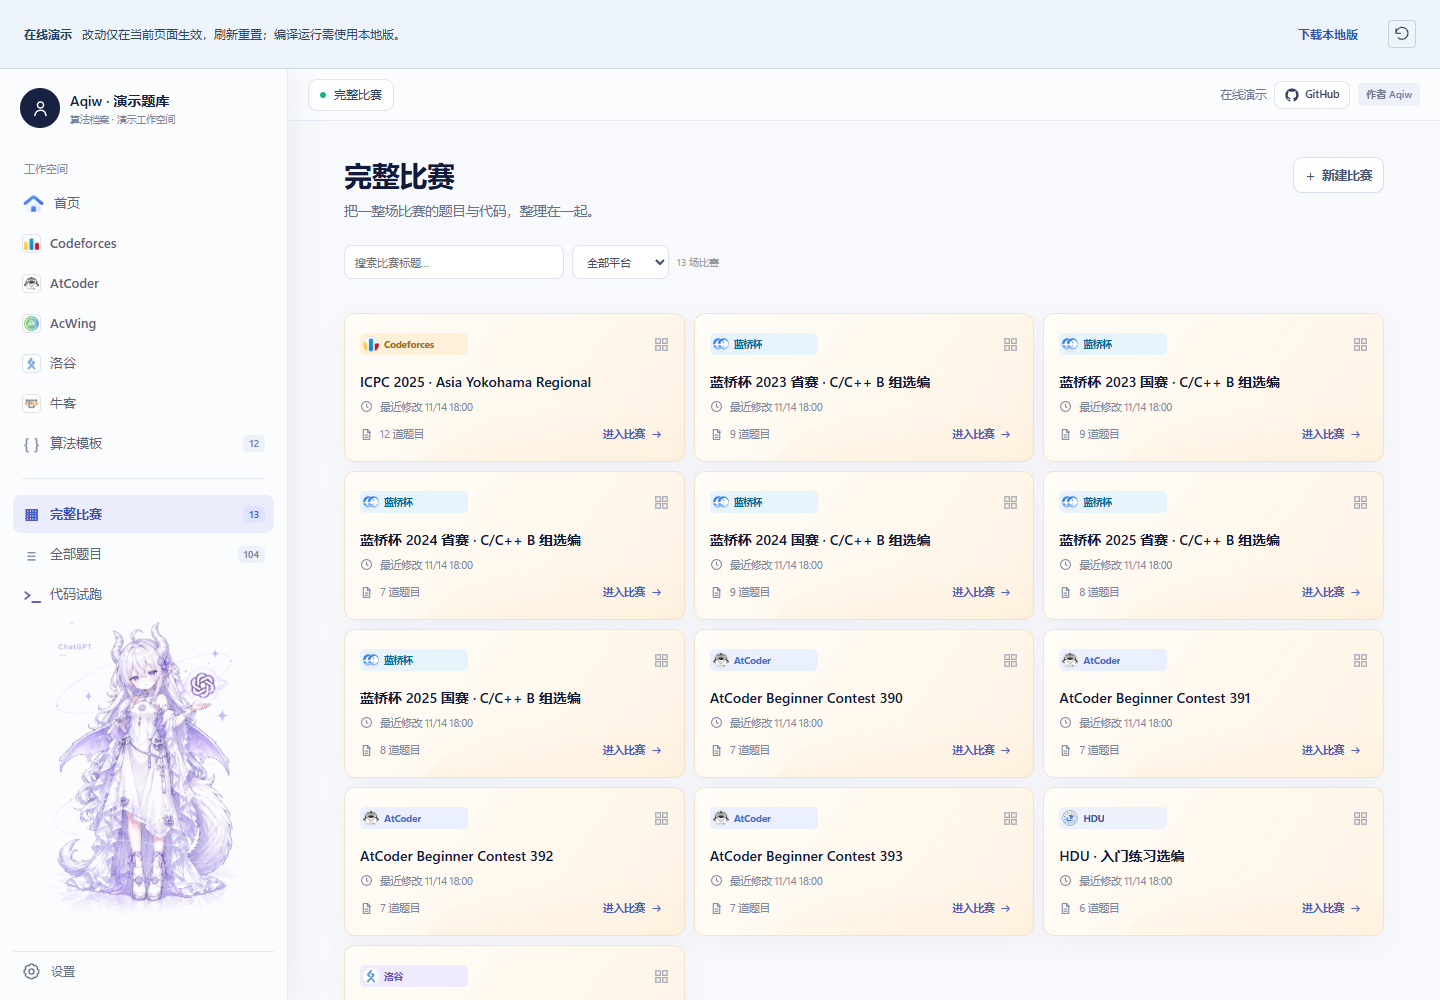 在线演示 改动仅在当前页面生效，刷新重置；编译运行需使用本地版。
下载本地版
Aqiw · 演示题库
算法档案 · 演示工作空间
工作空间
首页
Codeforces
AtCoder
AcWing
洛谷
牛客
{ } 算法模板 12
完整比赛 13
全部题目 104
代码试跑
ChatGPT
设置
完整比赛
在线演示
GitHub
作者 Aqiw
完整比赛
+ 新建比赛
把一整场比赛的题目与代码，整理在一起。
搜索比赛标题...
全部平台
13 场比赛
Codeforces
ICPC 2025 · Asia Yokohama Regional
最近修改 11/14 18:00
12 道题目 进入比赛 →
蓝桥杯
蓝桥杯 2023 省赛 · C/C++ B 组选编
最近修改 11/14 18:00
9 道题目 进入比赛 →
蓝桥杯
蓝桥杯 2023 国赛 · C/C++ B 组选编
最近修改 11/14 18:00
9 道题目 进入比赛 →
蓝桥杯
蓝桥杯 2024 省赛 · C/C++ B 组选编
最近修改 11/14 18:00
7 道题目 进入比赛 →
蓝桥杯
蓝桥杯 2024 国赛 · C/C++ B 组选编
最近修改 11/14 18:00
9 道题目 进入比赛 →
蓝桥杯
蓝桥杯 2025 省赛 · C/C++ B 组选编
最近修改 11/14 18:00
8 道题目 进入比赛 →
蓝桥杯
蓝桥杯 2025 国赛 · C/C++ B 组选编
最近修改 11/14 18:00
8 道题目 进入比赛 →
AtCoder
AtCoder Beginner Contest 390
最近修改 11/14 18:00
7 道题目 进入比赛 →
AtCoder
AtCoder Beginner Contest 391
最近修改 11/14 18:00
7 道题目 进入比赛 →
AtCoder
AtCoder Beginner Contest 392
最近修改 11/14 18:00
7 道题目 进入比赛 →
AtCoder
AtCoder Beginner Contest 393
最近修改 11/14 18:00
7 道题目 进入比赛 →
HDU
HDU · 入门练习选编
最近修改 11/14 18:00
6 道题目 进入比赛 →
洛谷